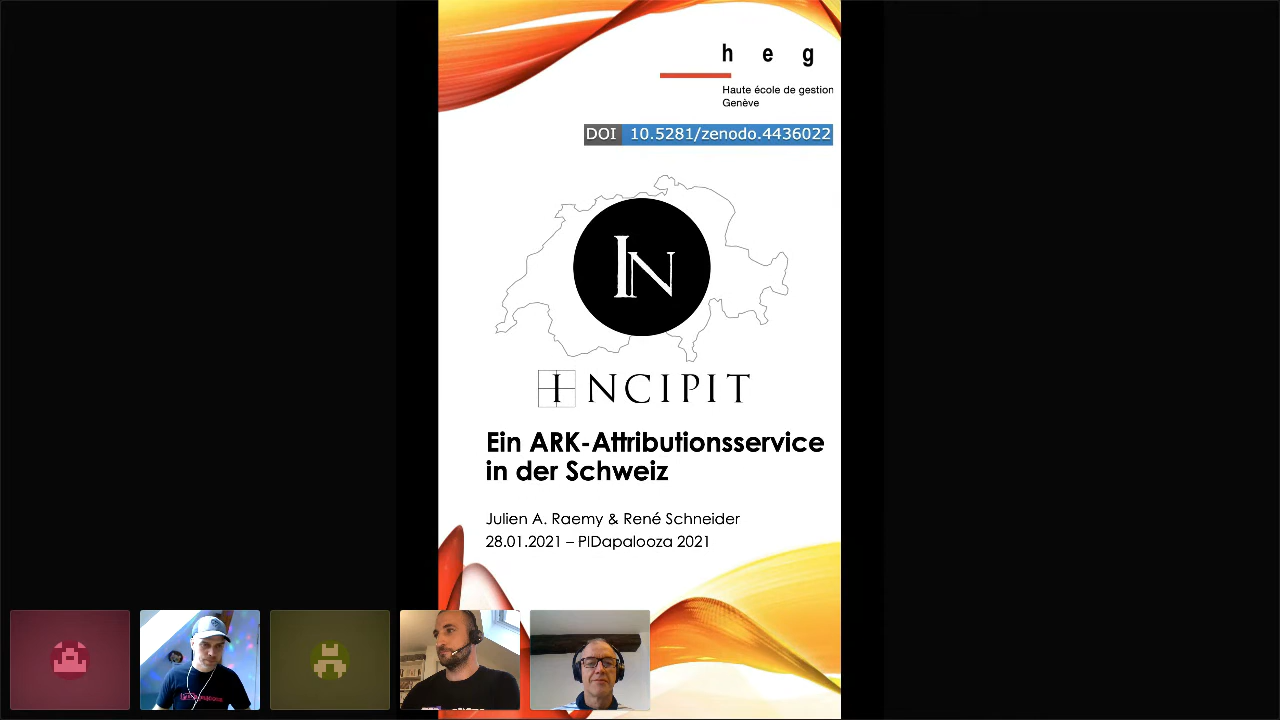 h e g
Haute école de gestion
Genève
DOI 10.5281/zenodo.4436022
IN
INCIPIT
Ein ARK-Attributionsservice
in der Schweiz
Julien A. Raemy & René Schneider
28.01.2021 – PIDapalooza 2021